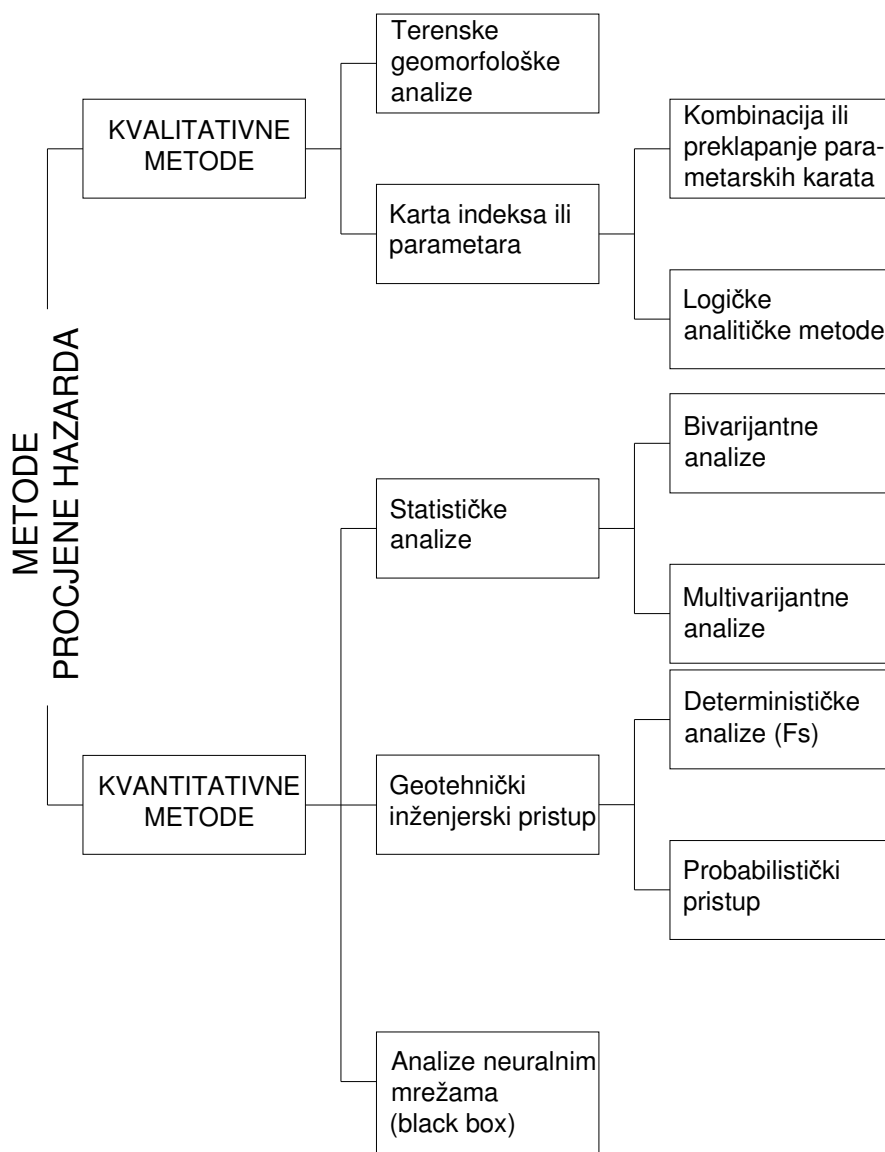 METODE
PROCJENE HAZARDA
KVALITATIVNE
METODE
Terenske
geomorfološke
analize
Karta indeksa ili
parametara
Kombinacija ili
preklapanje para-
metarskih karata
Logičke
analitičke metode
KVANTITATIVNE
METODE
Statističke
analize
Bivarijantne
analize
Multivarijantne
analize
Geotehnički
inženjerski pristup
Determinističke
analize (Fs)
Probabilistički
pristup
Analize neuralnim
mrežama
(black box)